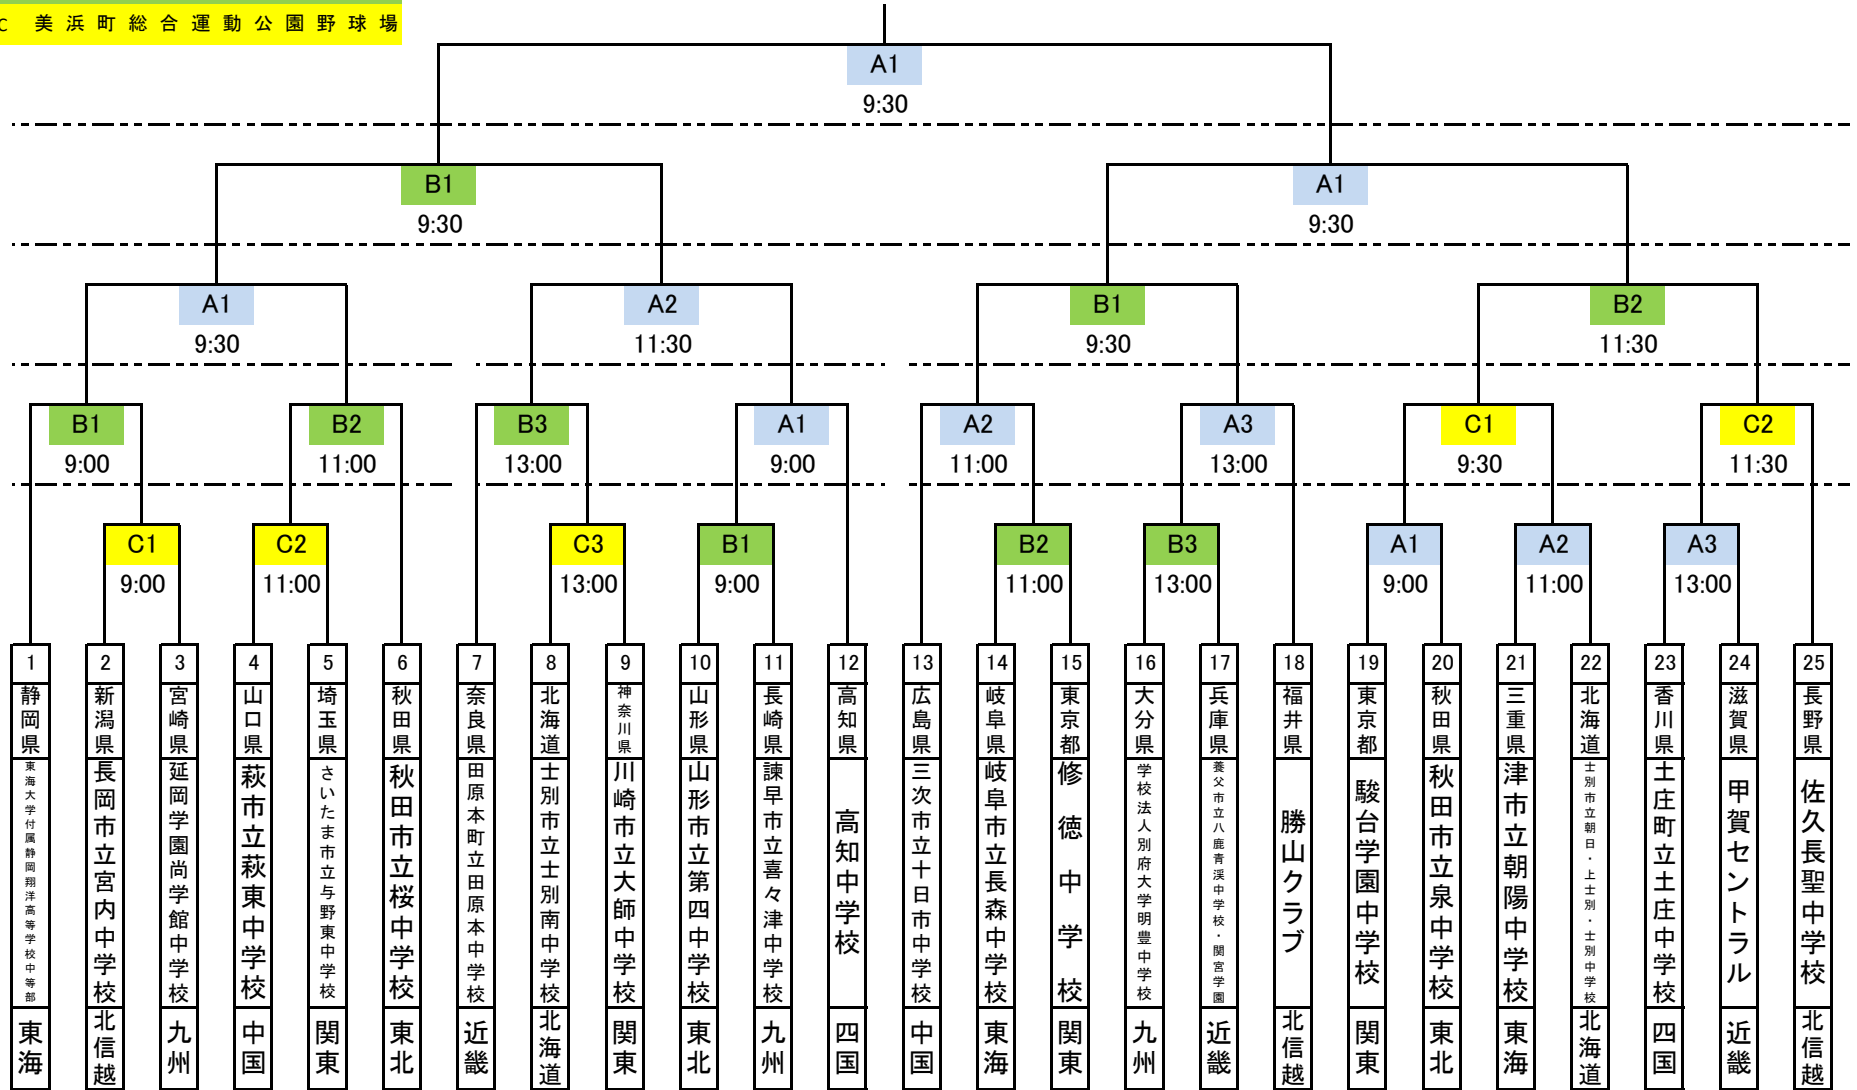 C 美浜町総合運動公園野球場
A1
9:30
B1 A1
9:30 9:30
A1 A2 B1 B2
9:30 11:30 9:30 11:30
B1 B2 B3 A1 A2 A3 C1 C2
9:00 11:00 13:00 9:00 11:00 13:00 9:30 11:30
C1 C2 C3 B1 B2 B3 A1 A2 A3
9:00 11:00 13:00 9:00 11:00 13:00 9:00 11:00 13:00
1 静岡県 東海大学付属静岡翔洋高等学校中等部 東海
2 新潟県 長岡市立宮内中学校 北信越
3 宮崎県 延岡学園尚学館中学校 九州
4 山口県 萩市立萩東中学校 中国
5 埼玉県 さいたま市立与野東中学校 関東
6 秋田県 秋田市立桜中学校 東北
7 奈良県 田原本町立田原本中学校 近畿
8 北海道 士別市立士別南中学校 北海道
9 神奈川県 川崎市立大師中学校 関東
10 山形県 山形市立第四中学校 東北
11 長崎県 諫早市立喜々津中学校 九州
12 高知県 高知中学校 四国
13 広島県 三次市立十日市中学校 中国
14 岐阜県 岐阜市立長森中学校 東海
15 東京都 修徳中学校 関東
16 大分県 学校法人別府大学明豊中学校 九州
17 兵庫県 養父市立八鹿青渓中学校・関宮学園 近畿
18 福井県 勝山クラブ 北信越
19 東京都 駿台学園中学校 関東
20 秋田県 秋田市立泉中学校 東北
21 三重県 津市立朝陽中学校 東海
22 北海道 士別市立朝日・上士別・士別中学校 北海道
23 香川県 土庄町立土庄中学校 四国
24 滋賀県 甲賀セントラル 近畿
25 長野県 佐久長聖中学校 北信越